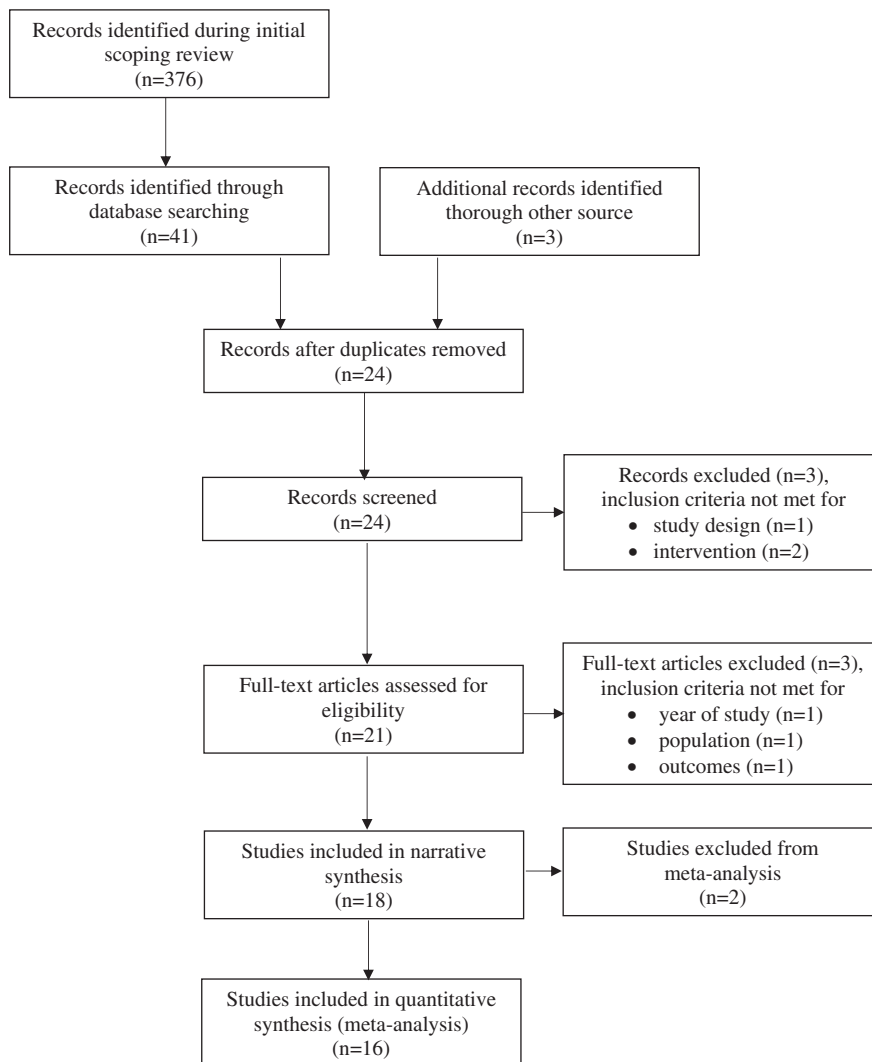 Records identified during initial
scoping review
(n=376)
Records identified through
database searching
(n=41)
Additional records identified
thorough other source
(n=3)
Records after duplicates removed
(n=24)
Records screened
(n=24)
Records excluded (n=3),
inclusion criteria not met for
• study design (n=1)
• intervention (n=2)
Full-text articles assessed for
eligibility
(n=21)
Full-text articles excluded (n=3),
inclusion criteria not met for
• year of study (n=1)
• population (n=1)
• outcomes (n=1)
Studies included in narrative
synthesis
(n=18)
Studies excluded from
meta-analysis
(n=2)
Studies included in quantitative
synthesis (meta-analysis)
(n=16)